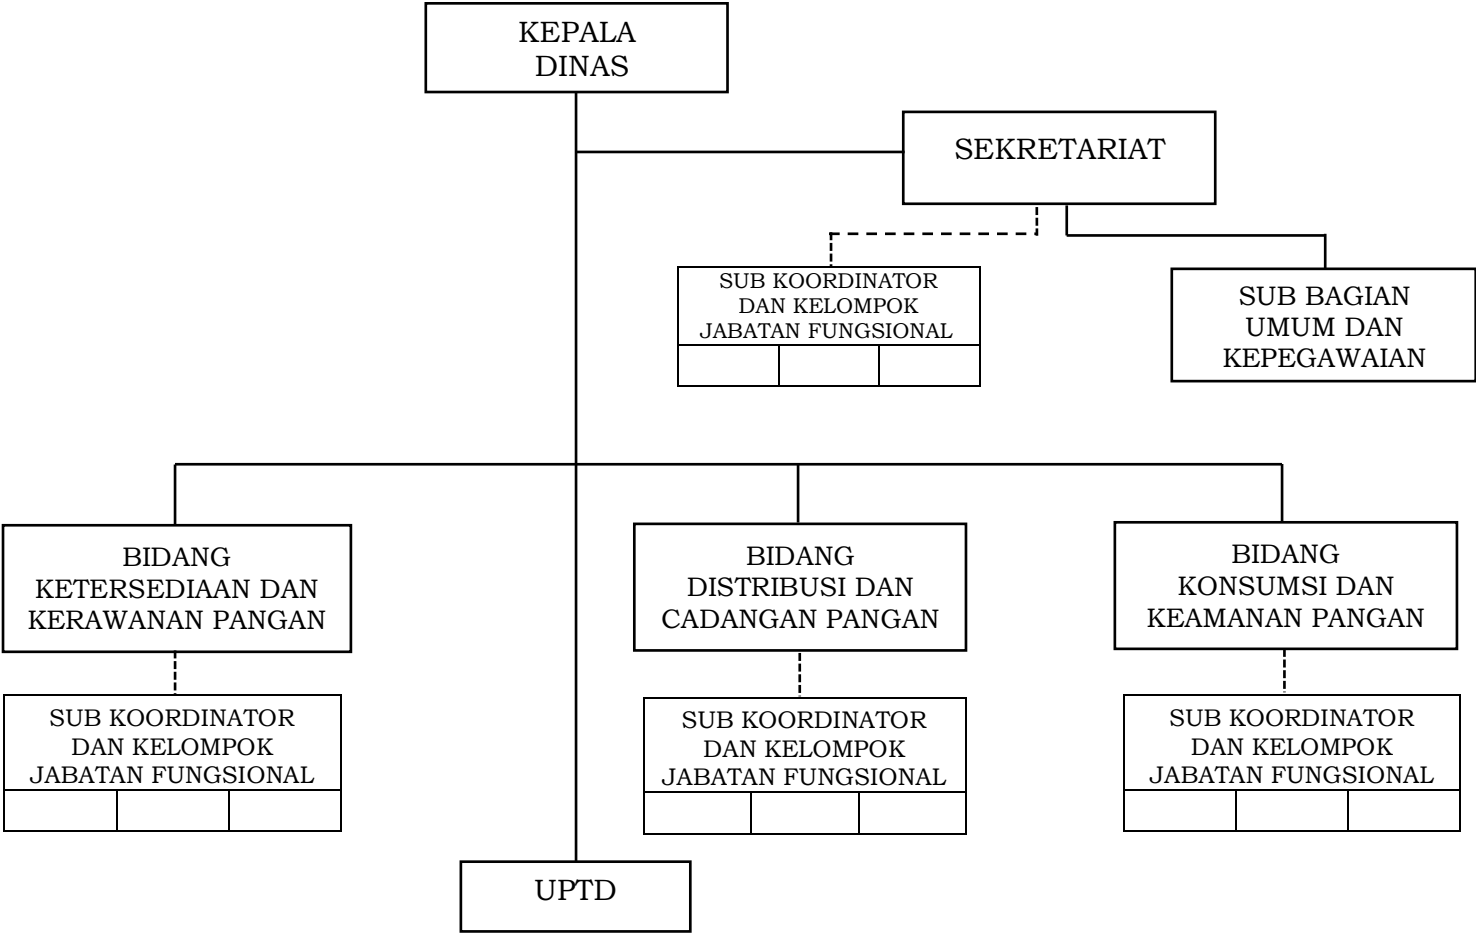 KEPALA
DINAS
SEKRETARIAT
SUB KOORDINATOR
DAN KELOMPOK
JABATAN FUNGSIONAL
SUB BAGIAN
UMUM DAN
KEPEGAWAIAN
BIDANG
KETERSEDIAAN DAN
KERAWANAN PANGAN
BIDANG
DISTRIBUSI DAN
CADANGAN PANGAN
BIDANG
KONSUMSI DAN
KEAMANAN PANGAN
SUB KOORDINATOR
DAN KELOMPOK
JABATAN FUNGSIONAL
SUB KOORDINATOR
DAN KELOMPOK
JABATAN FUNGSIONAL
SUB KOORDINATOR
DAN KELOMPOK
JABATAN FUNGSIONAL
UPTD